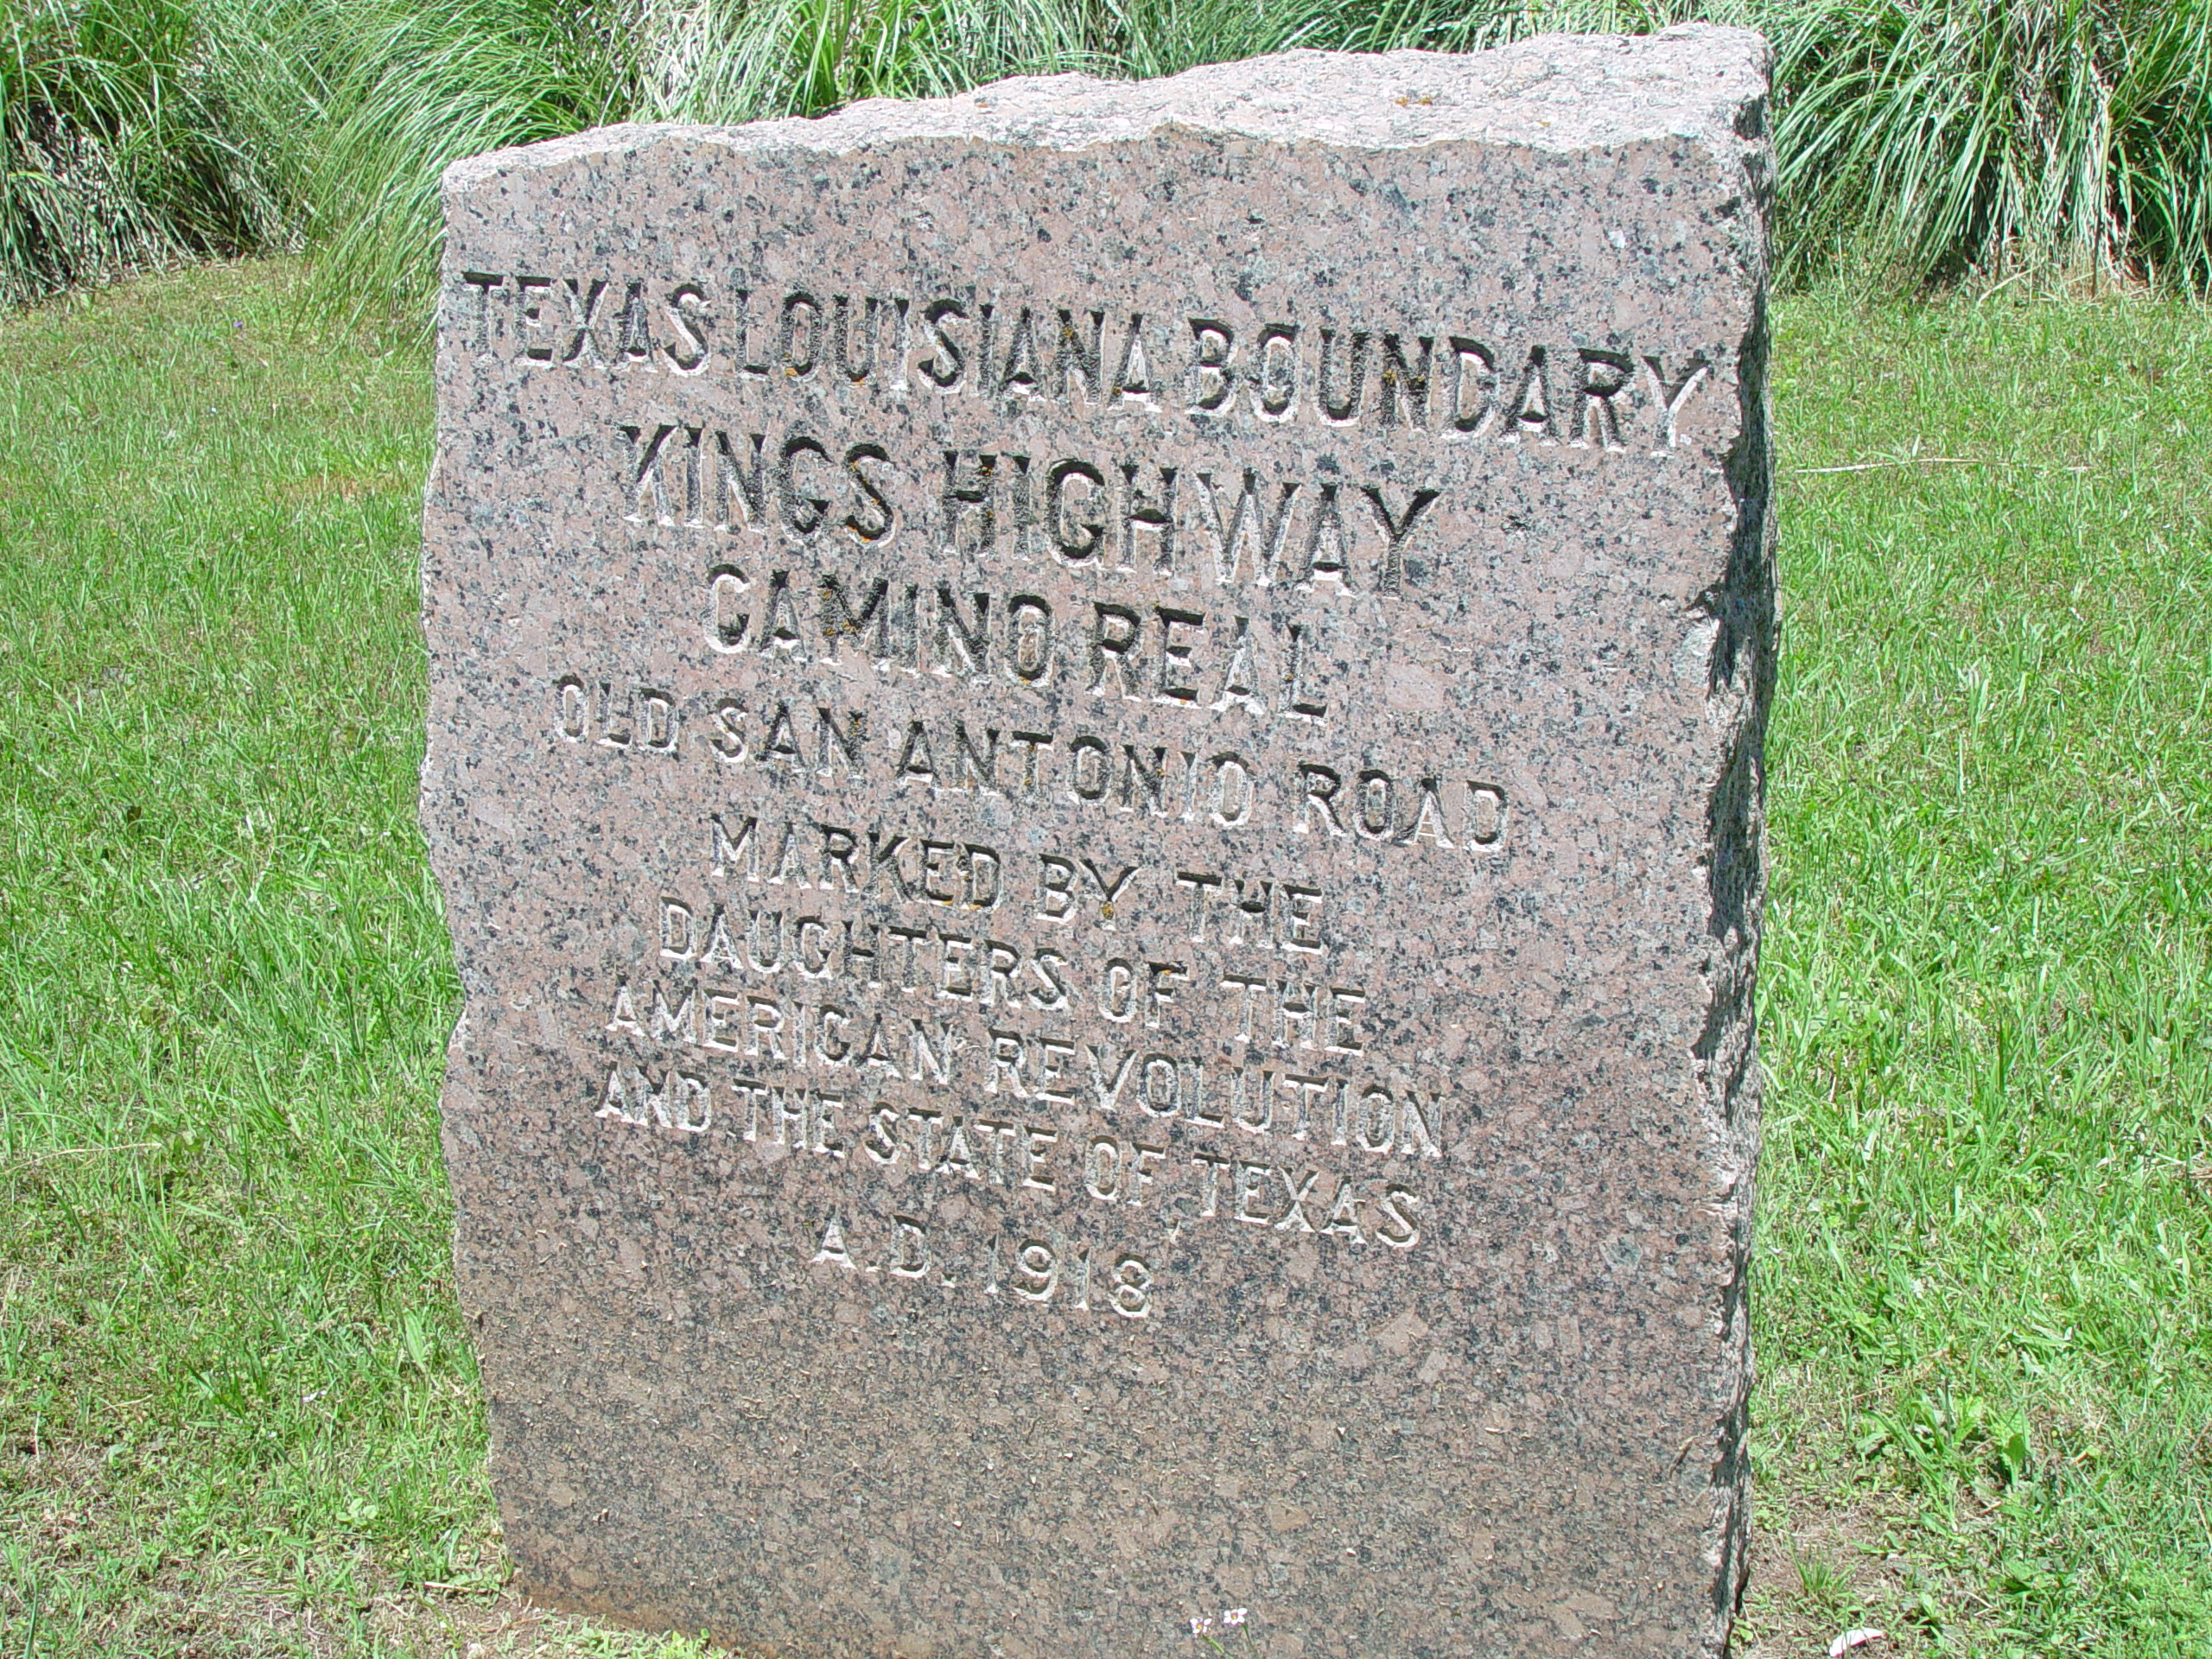 TEXAS LOUISIANA BOUNDARY
KINGS HIGHWAY
CAMINO REAL
OLD SAN ANTONIO ROAD
MARKED BY THE
DAUGHTERS OF THE
AMERICAN REVOLUTION
AND THE STATE OF TEXAS
A.D. 1918